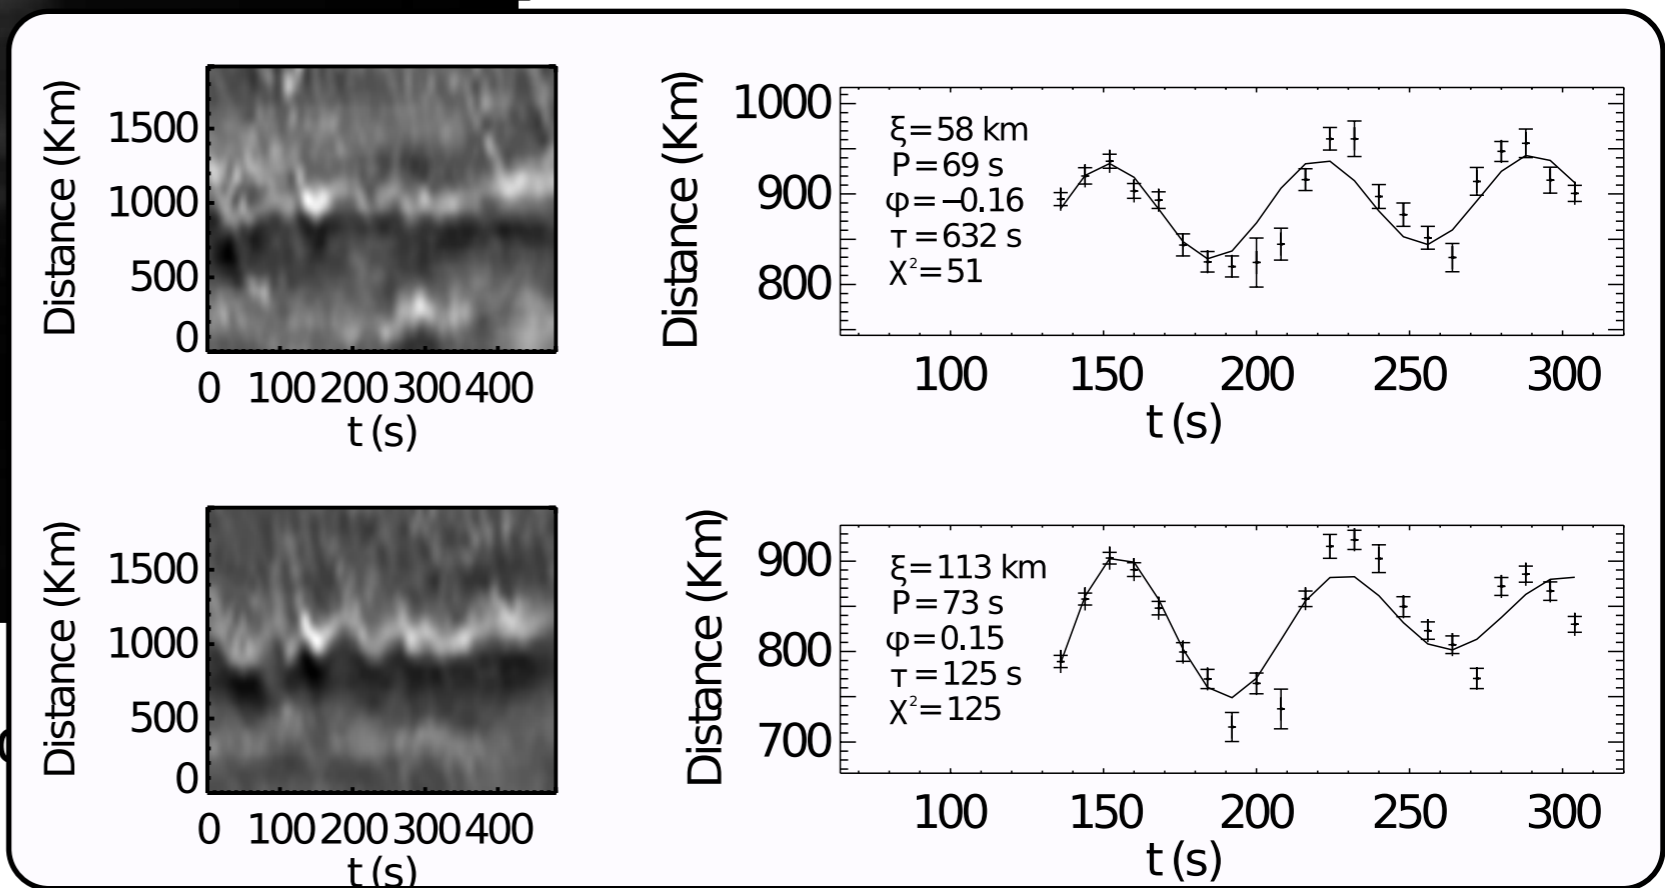 Distance (Km)
1500
1000
500
0
0 100 200 300 400
t (s)
Distance (Km)
1000
900
800
ξ=58 km
P=69 s
φ=−0.16
τ=632 s
χ²=51
100 150 200 250 300
t (s)
Distance (Km)
1500
1000
500
0
0 100 200 300 400
t (s)
Distance (Km)
900
800
700
ξ=113 km
P=73 s
φ=0.15
τ=125 s
χ²=125
100 150 200 250 300
t (s)